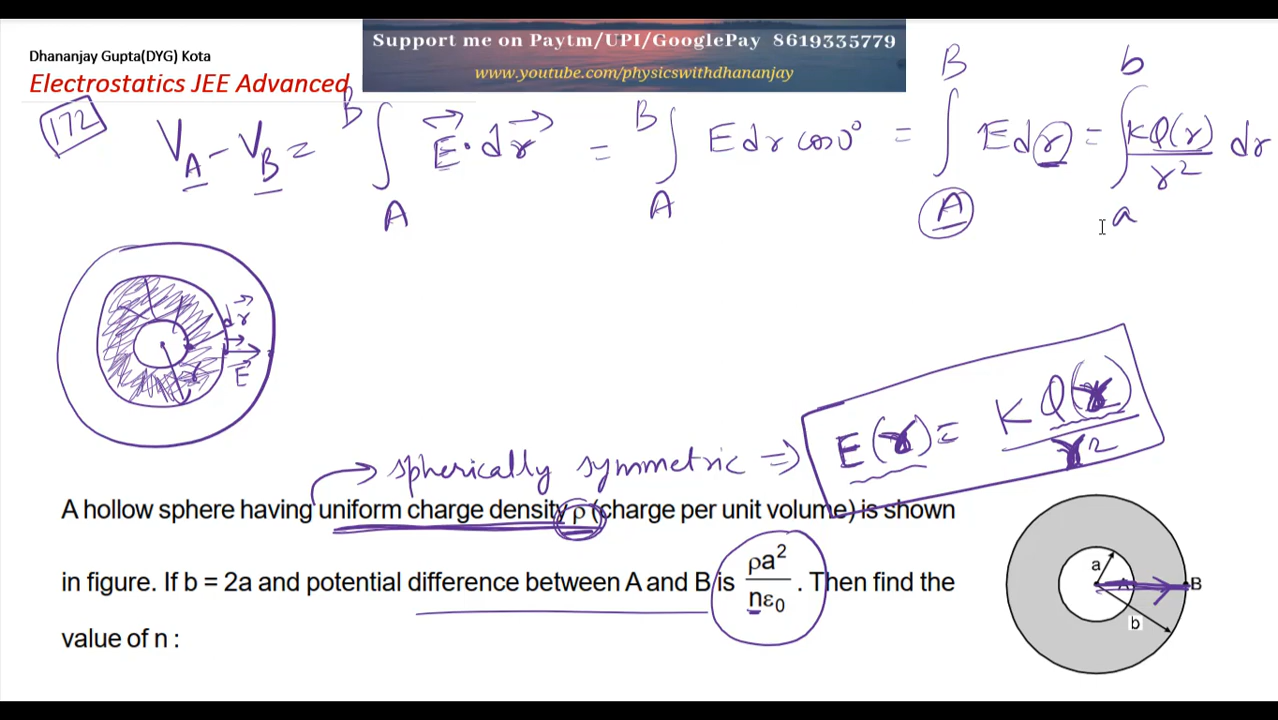 Support me on Paytm/UPI/GooglePay 8619335779
www.youtube.com/physicswithdhananjay
Dhananjay Gupta(DYG) Kota
Electrostatics JEE Advanced
172
V_A - V_B = ∫_A^B E⃗ · dr⃗ = ∫_A^B E dr cos 0° = ∫_A^B E dr = ∫_a^b KQ(r)/r² dr
dr⃗
r
E⃗
E(r) = KQ(r)/r²
→ spherically symmetric ⇒
A hollow sphere having uniform charge density ρ (charge per unit volume) is shown
in figure. If b = 2a and potential difference between A and B is ρa²/nε₀. Then find the
value of n :
a
A
B
b